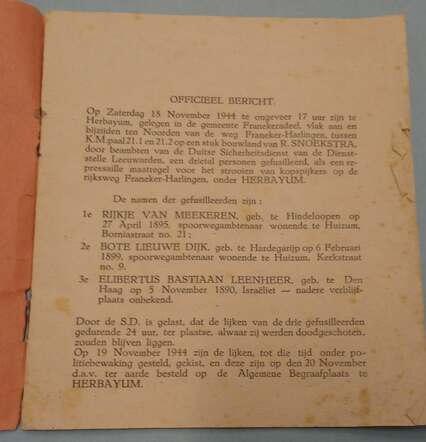 OFFICIEEL BERICHT.
Op Zaterdag 18 November 1944 te ongeveer 17 uur zijn te
Herbayum, gelegen in de gemeente Franekeradeel, vlak aan en
bijzijden ten Noorden van de weg Franeker-Harlingen, tussen
K.M.paal 21.1 en 21.2 op een stuk bouwland van R. SNOEKSTRA,
door beambten van de Duitse Sicherheitsdienst van de Dienst-
stelle Leeuwarden, een drietal personen gefusilleerd, als een re-
pressaille maatregel voor het strooien van kopspijkers op de
rijksweg Franeker-Harlingen, onder HERBAYUM.
De namen der gefusilleerden zijn:
1e RIJKJE VAN MEEKEREN, geb. te Hindeloopen op
27 April 1895, spoorwegambtenaar wonende te Huizum,
Borniastraat no. 21;
2e BOTE LIEUWE DIJK, geb. te Hardegarijp op 6 Februari
1899, spoorwegambtenaar wonende te Huizum, Kerkstraat
no. 9.
3e ELIBERTUS BASTIAAN LEENHEER, geb. te Den
Haag op 5 November 1890, Israëliet — nadere verblijf-
plaats onbekend.
Door de S.D. is gelast, dat de lijken van de drie gefusilleerden
gedurende 24 uur, ter plaatse, alwaar zij werden doodgeschoten,
zouden blijven liggen.
Op 19 November 1944 zijn de lijken, tot die tijd onder po-
litiebewaking gesteld, gekist, en deze zijn op den 20 November
d.a.v. ter aarde besteld op de Algemene Begraafplaats te
HERBAYUM.